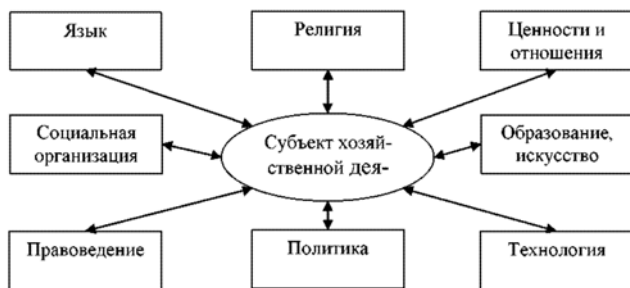 Язык
Религия
Ценности и
отношения
Социальная
организация
Субъект хозяй-
ственной дея-
Образование,
искусство
Правоведение
Политика
Технология